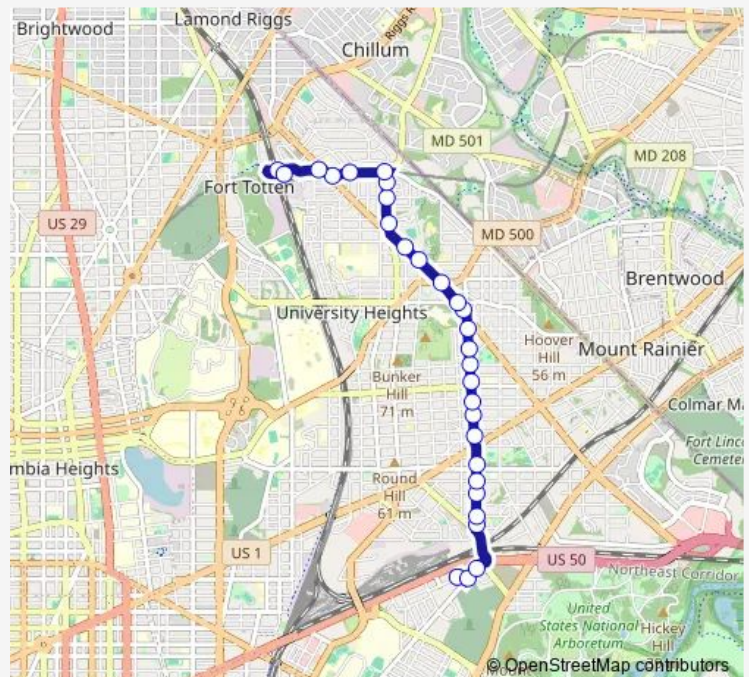 Brightwood
Lamond Riggs
Chillum
MD 501
MD 208
Fort Totten
US 29
MD 500
Brentwood
University Heights
Hoover
Hill
56 m
Mount Rainier
Bunker
Hill
71 m
Colmar Ma
Fort Linco
Cemeter
mbia Heights
Round
Hill
61 m
US 1
US 50
Northeast Corridor
United
States National
Arboretum
Hickey
Hill
Mount
© OpenStreetMap contributors